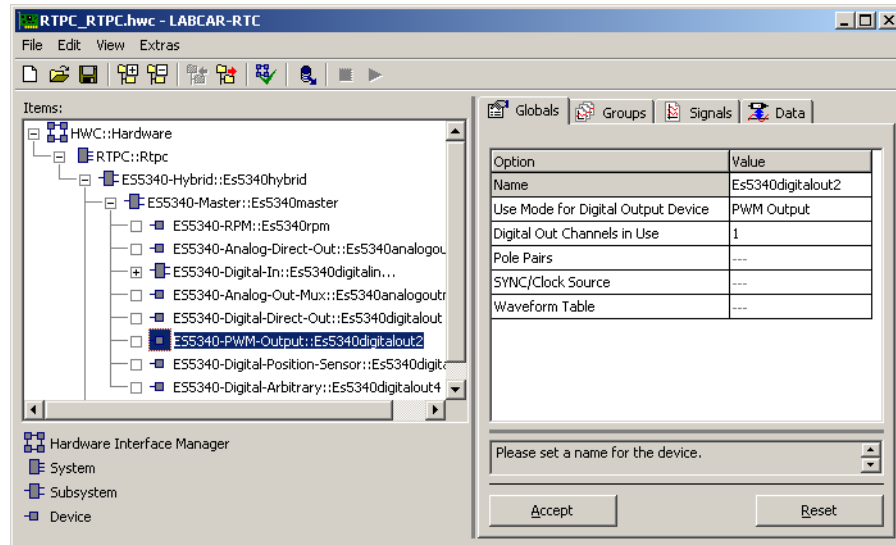 RTPC_RTPC.hwc - LABCAR-RTC
File Edit View Extras
Items:
HWC::Hardware
RTPC::Rtpc
ES5340-Hybrid::Es5340hybrid
ES5340-Master::Es5340master
ES5340-RPM::Es5340rpm
ES5340-Analog-Direct-Out::Es5340analogou
ES5340-Digital-In::Es5340digitalin...
ES5340-Analog-Out-Mux::Es5340analogoutr
ES5340-Digital-Direct-Out::Es5340digitalout
ES5340-PWM-Output::Es5340digitalout2
ES5340-Digital-Position-Sensor::Es5340digita
ES5340-Digital-Arbitrary::Es5340digitalout4
Hardware Interface Manager
System
Subsystem
Device
Globals Groups Signals Data
Option Value
Name Es5340digitalout2
Use Mode for Digital Output Device PWM Output
Digital Out Channels in Use 1
Pole Pairs ---
SYNC/Clock Source ---
Waveform Table ---
Please set a name for the device.
Accept Reset